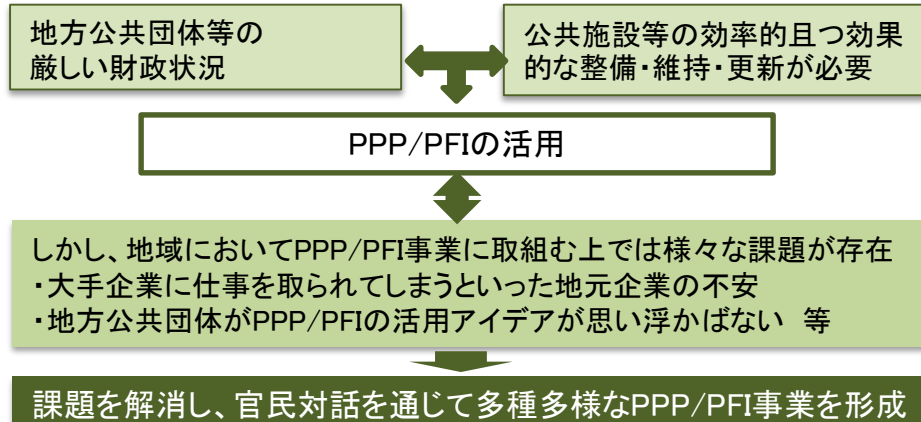 地方公共団体等の
厳しい財政状況
公共施設等の効率的且つ効果
的な整備・維持・更新が必要
PPP/PFIの活用
しかし、地域においてPPP/PFI事業に取組む上では様々な課題が存在
・大手企業に仕事を取られてしまうといった地元企業の不安
・地方公共団体がPPP/PFIの活用アイデアが思い浮かばない 等
課題を解消し、官民対話を通じて多種多様なPPP/PFI事業を形成